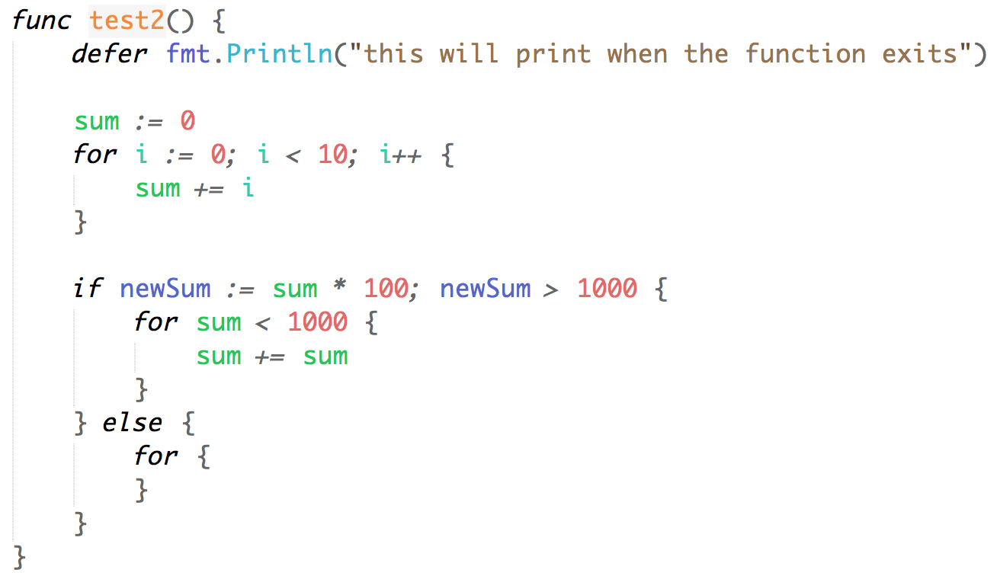 func test2() {
    defer fmt.Println("this will print when the function exits")

    sum := 0
    for i := 0; i < 10; i++ {
        sum += i
    }

    if newSum := sum * 100; newSum > 1000 {
        for sum < 1000 {
            sum += sum
        }
    } else {
        for {
        }
    }
}